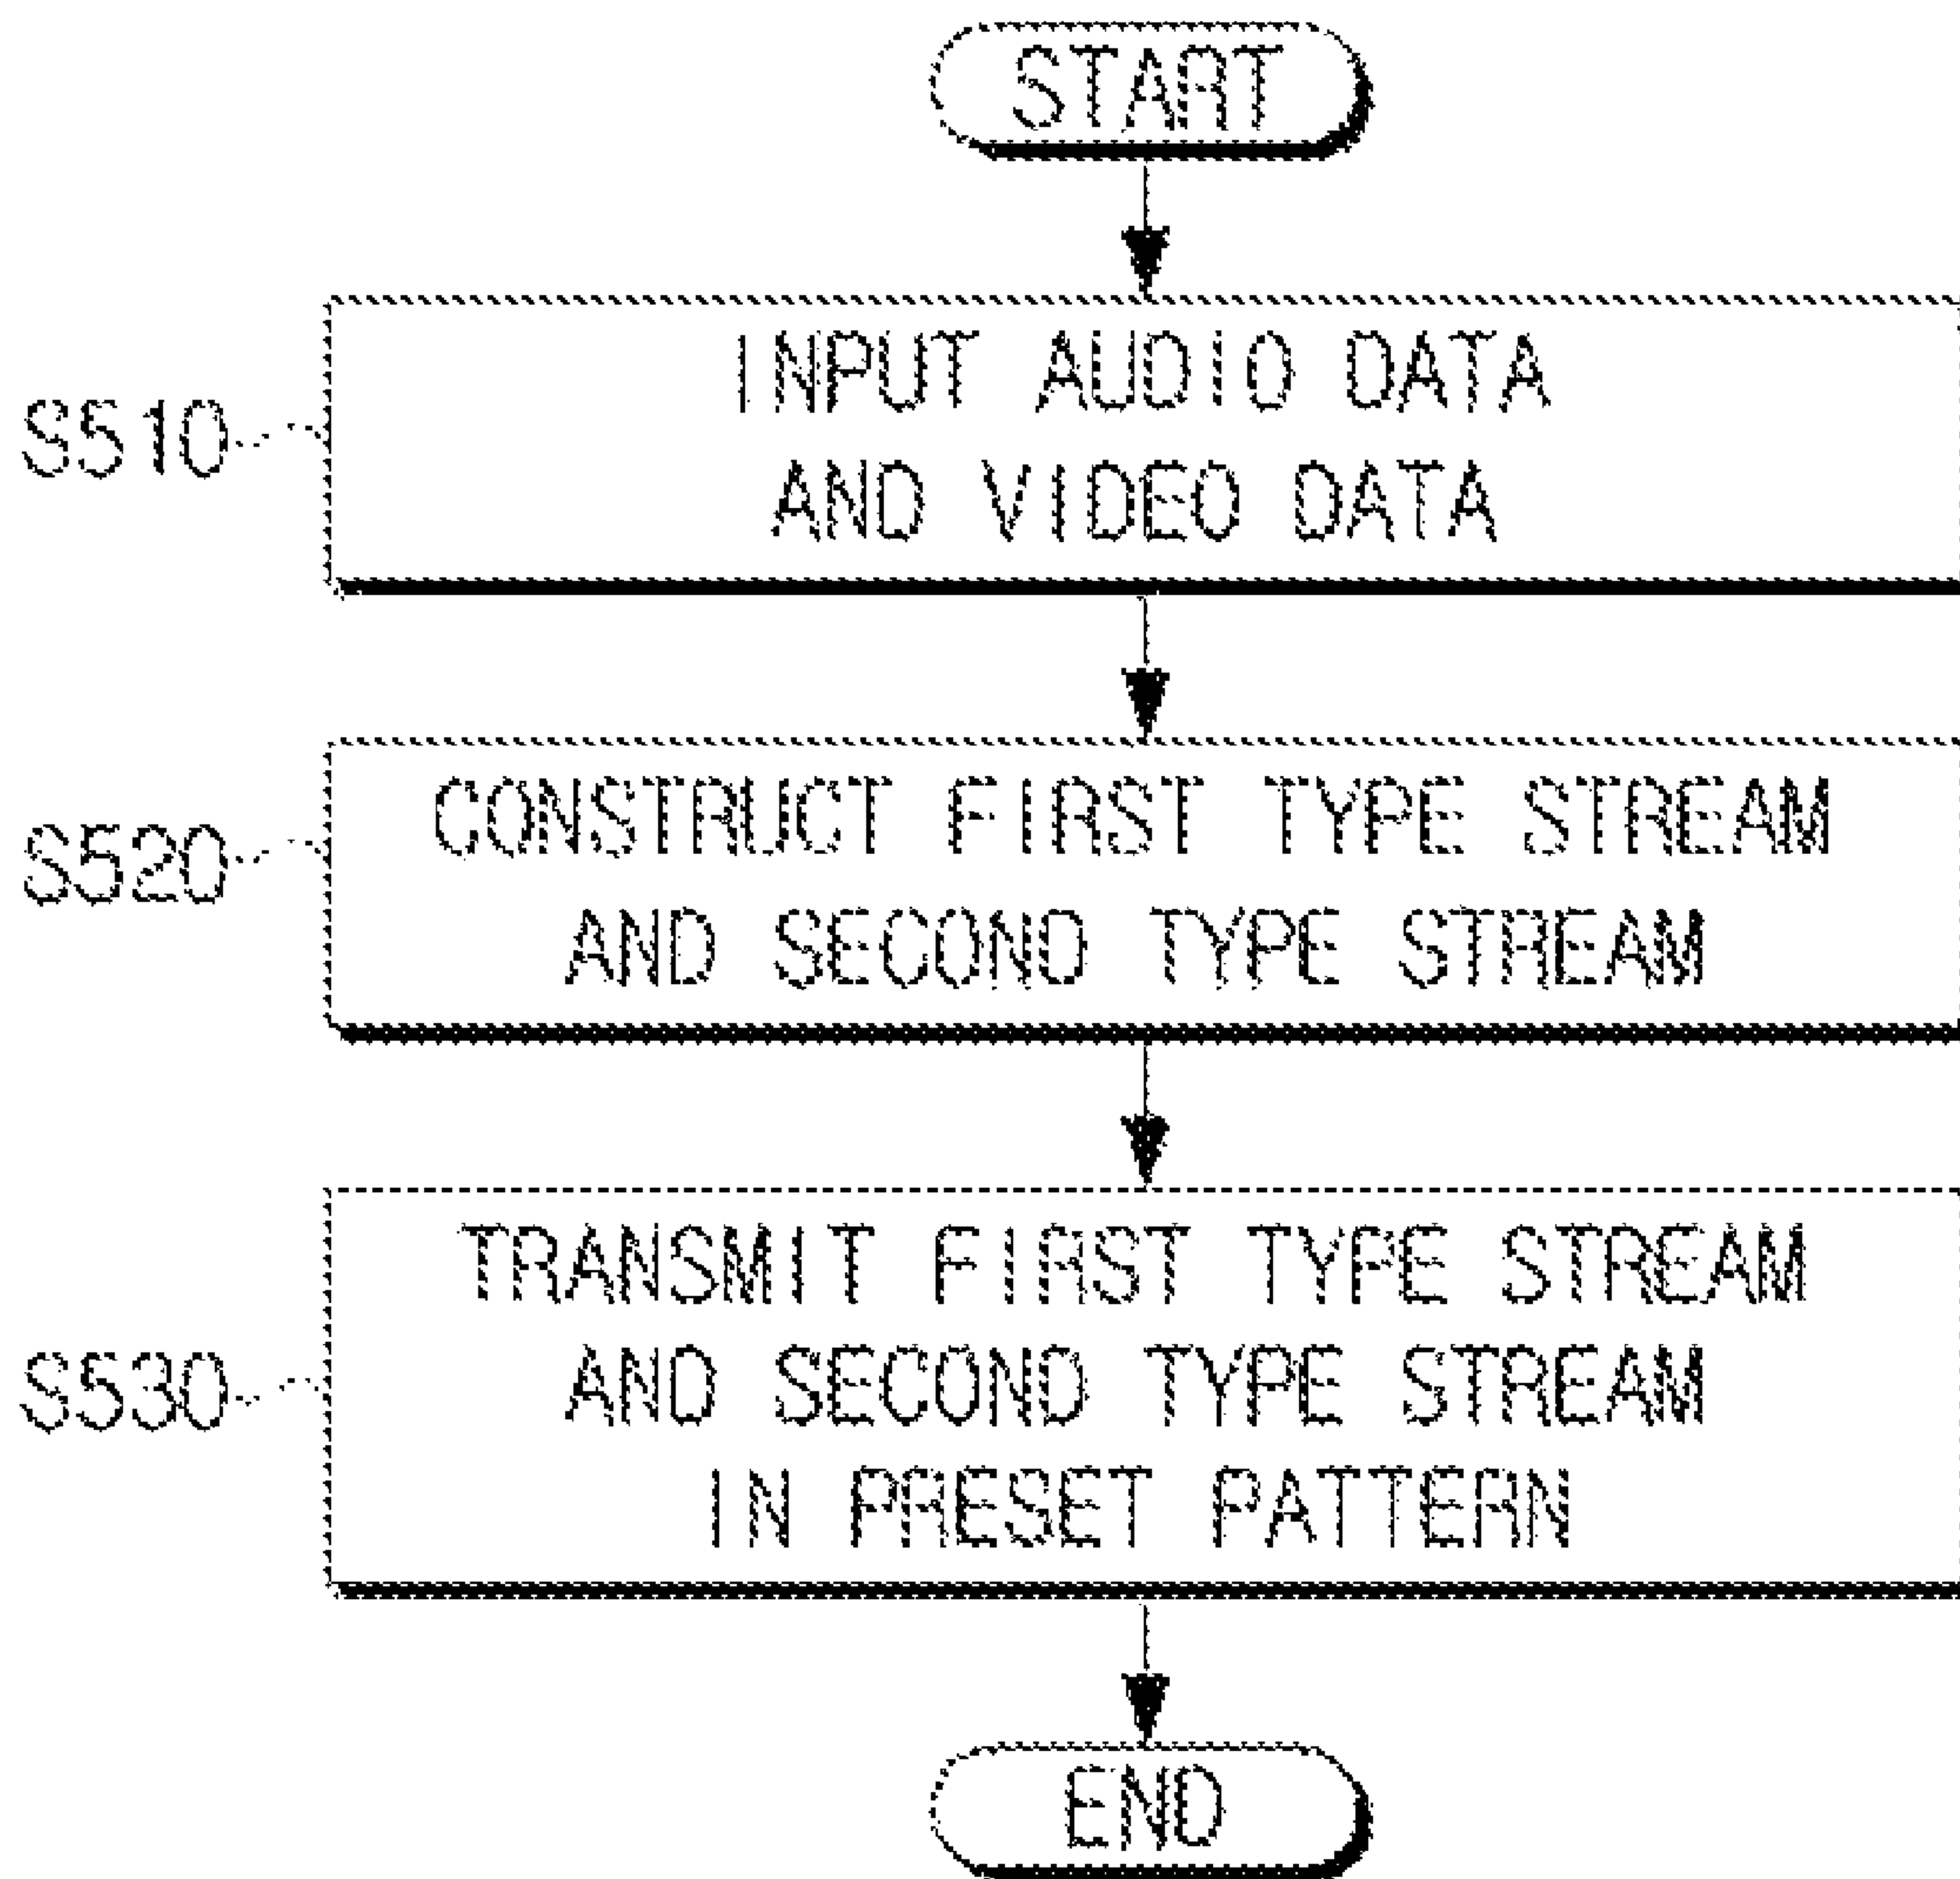 START
S510
INPUT AUDIO DATA
AND VIDEO DATA
S520
CONSTRUCT FIRST TYPE STREAM
AND SECOND TYPE STREAM
S530
TRANSMIT FIRST TYPE STREAM
AND SECOND TYPE STREAM
IN PRESET PATTERN
END